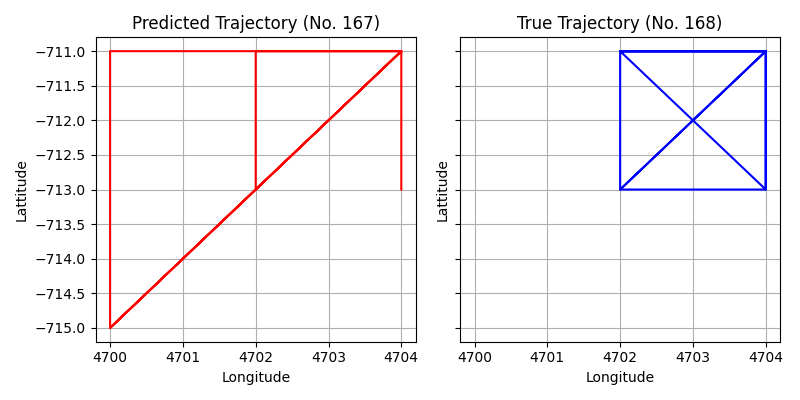 Predicted Trajectory (No. 167)
True Trajectory (No. 168)
−711.0
−711.5
−712.0
−712.5
−713.0
−713.5
−714.0
−714.5
−715.0
Lattitude
Lattitude
4700 4701 4702 4703 4704
4700 4701 4702 4703 4704
Longitude
Longitude